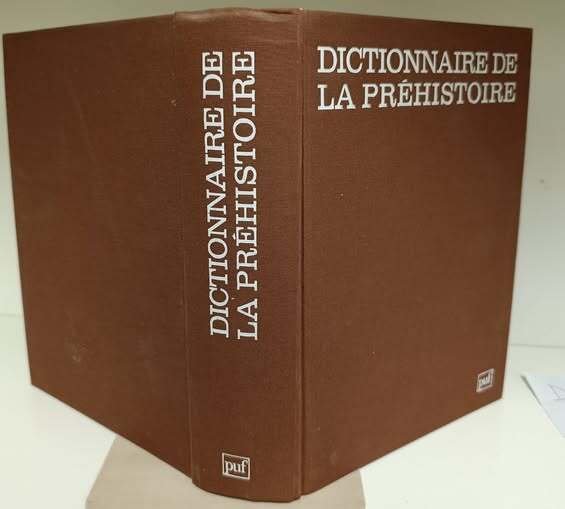 DICTIONNAIRE DE
LA PRÉHISTOIRE
puf
DICTIONNAIRE DE
LA PRÉHISTOIRE
puf